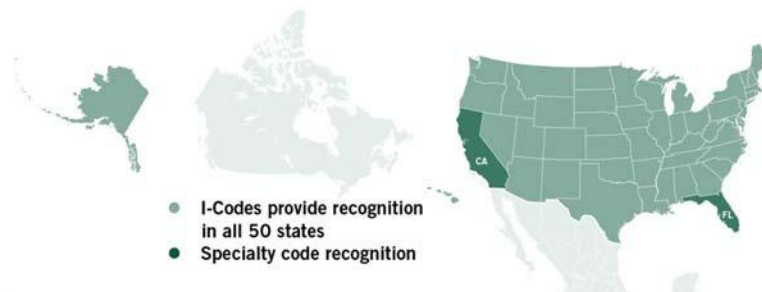 CA
FL
I-Codes provide recognition
in all 50 states
Specialty code recognition